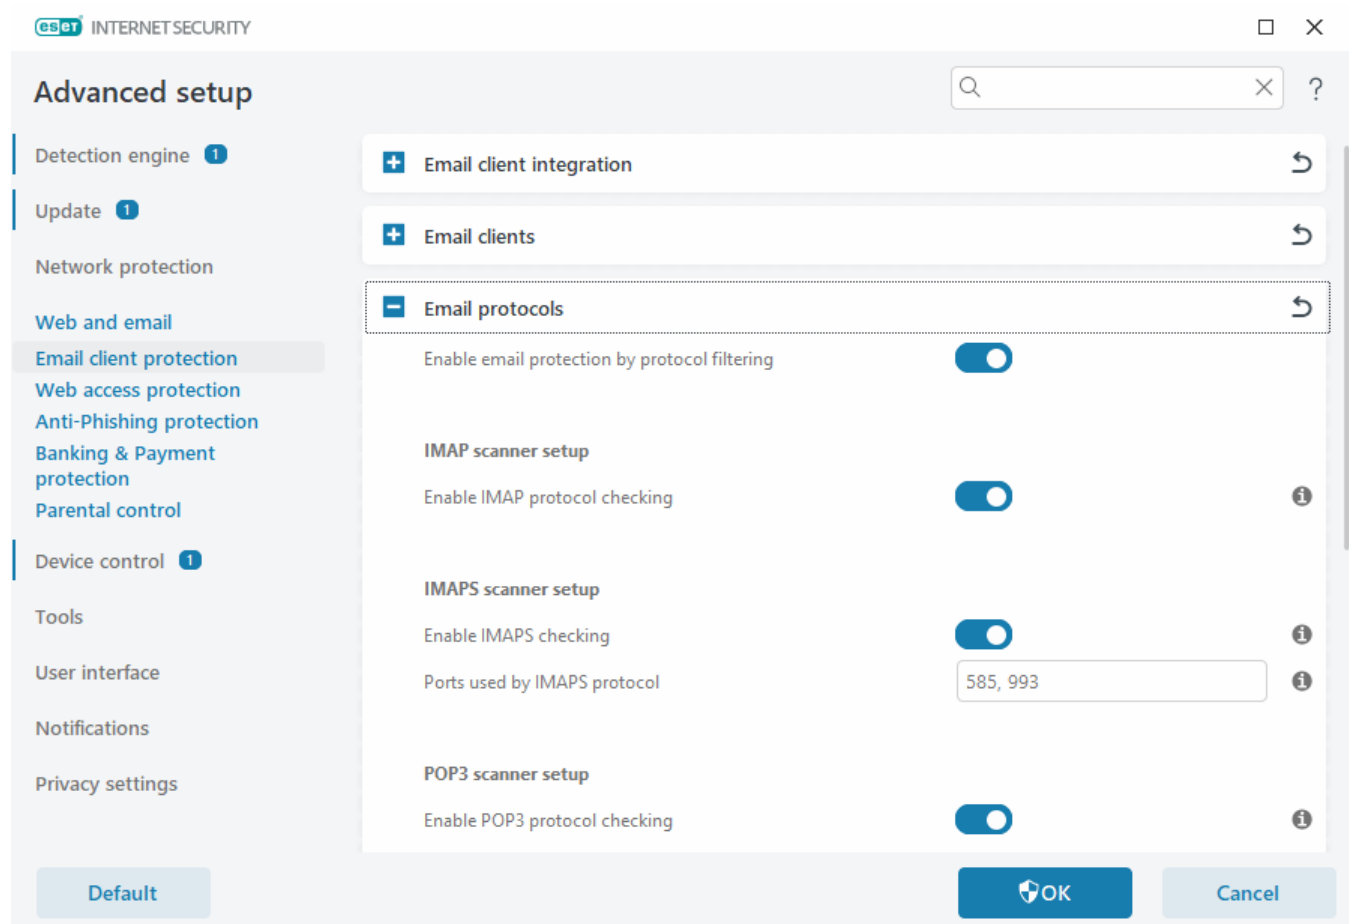 eset INTERNET SECURITY
Advanced setup
?
Detection engine 1
Update 1
Network protection
Web and email
Email client protection
Web access protection
Anti-Phishing protection
Banking & Payment
protection
Parental control
Device control 1
Tools
User interface
Notifications
Privacy settings
Email client integration
Email clients
Email protocols
Enable email protection by protocol filtering
IMAP scanner setup
Enable IMAP protocol checking
IMAPS scanner setup
Enable IMAPS checking
Ports used by IMAPS protocol 585, 993
POP3 scanner setup
Enable POP3 protocol checking
Default
OK
Cancel